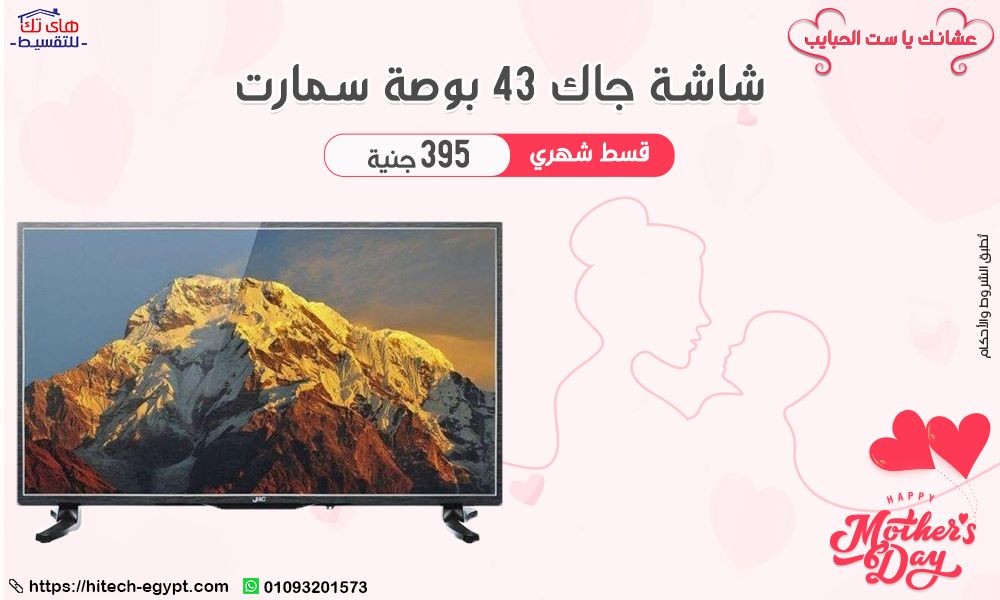 هاي تك
-للتقسيط-
عشانك يا ست الحبايب
شاشة جاك 43 بوصة سمارت
قسط شهري
395 جنية
تطبق الشروط والأحكام
JAC
HAPPY
Mother's
Day
https://hitech-egypt.com
01093201573